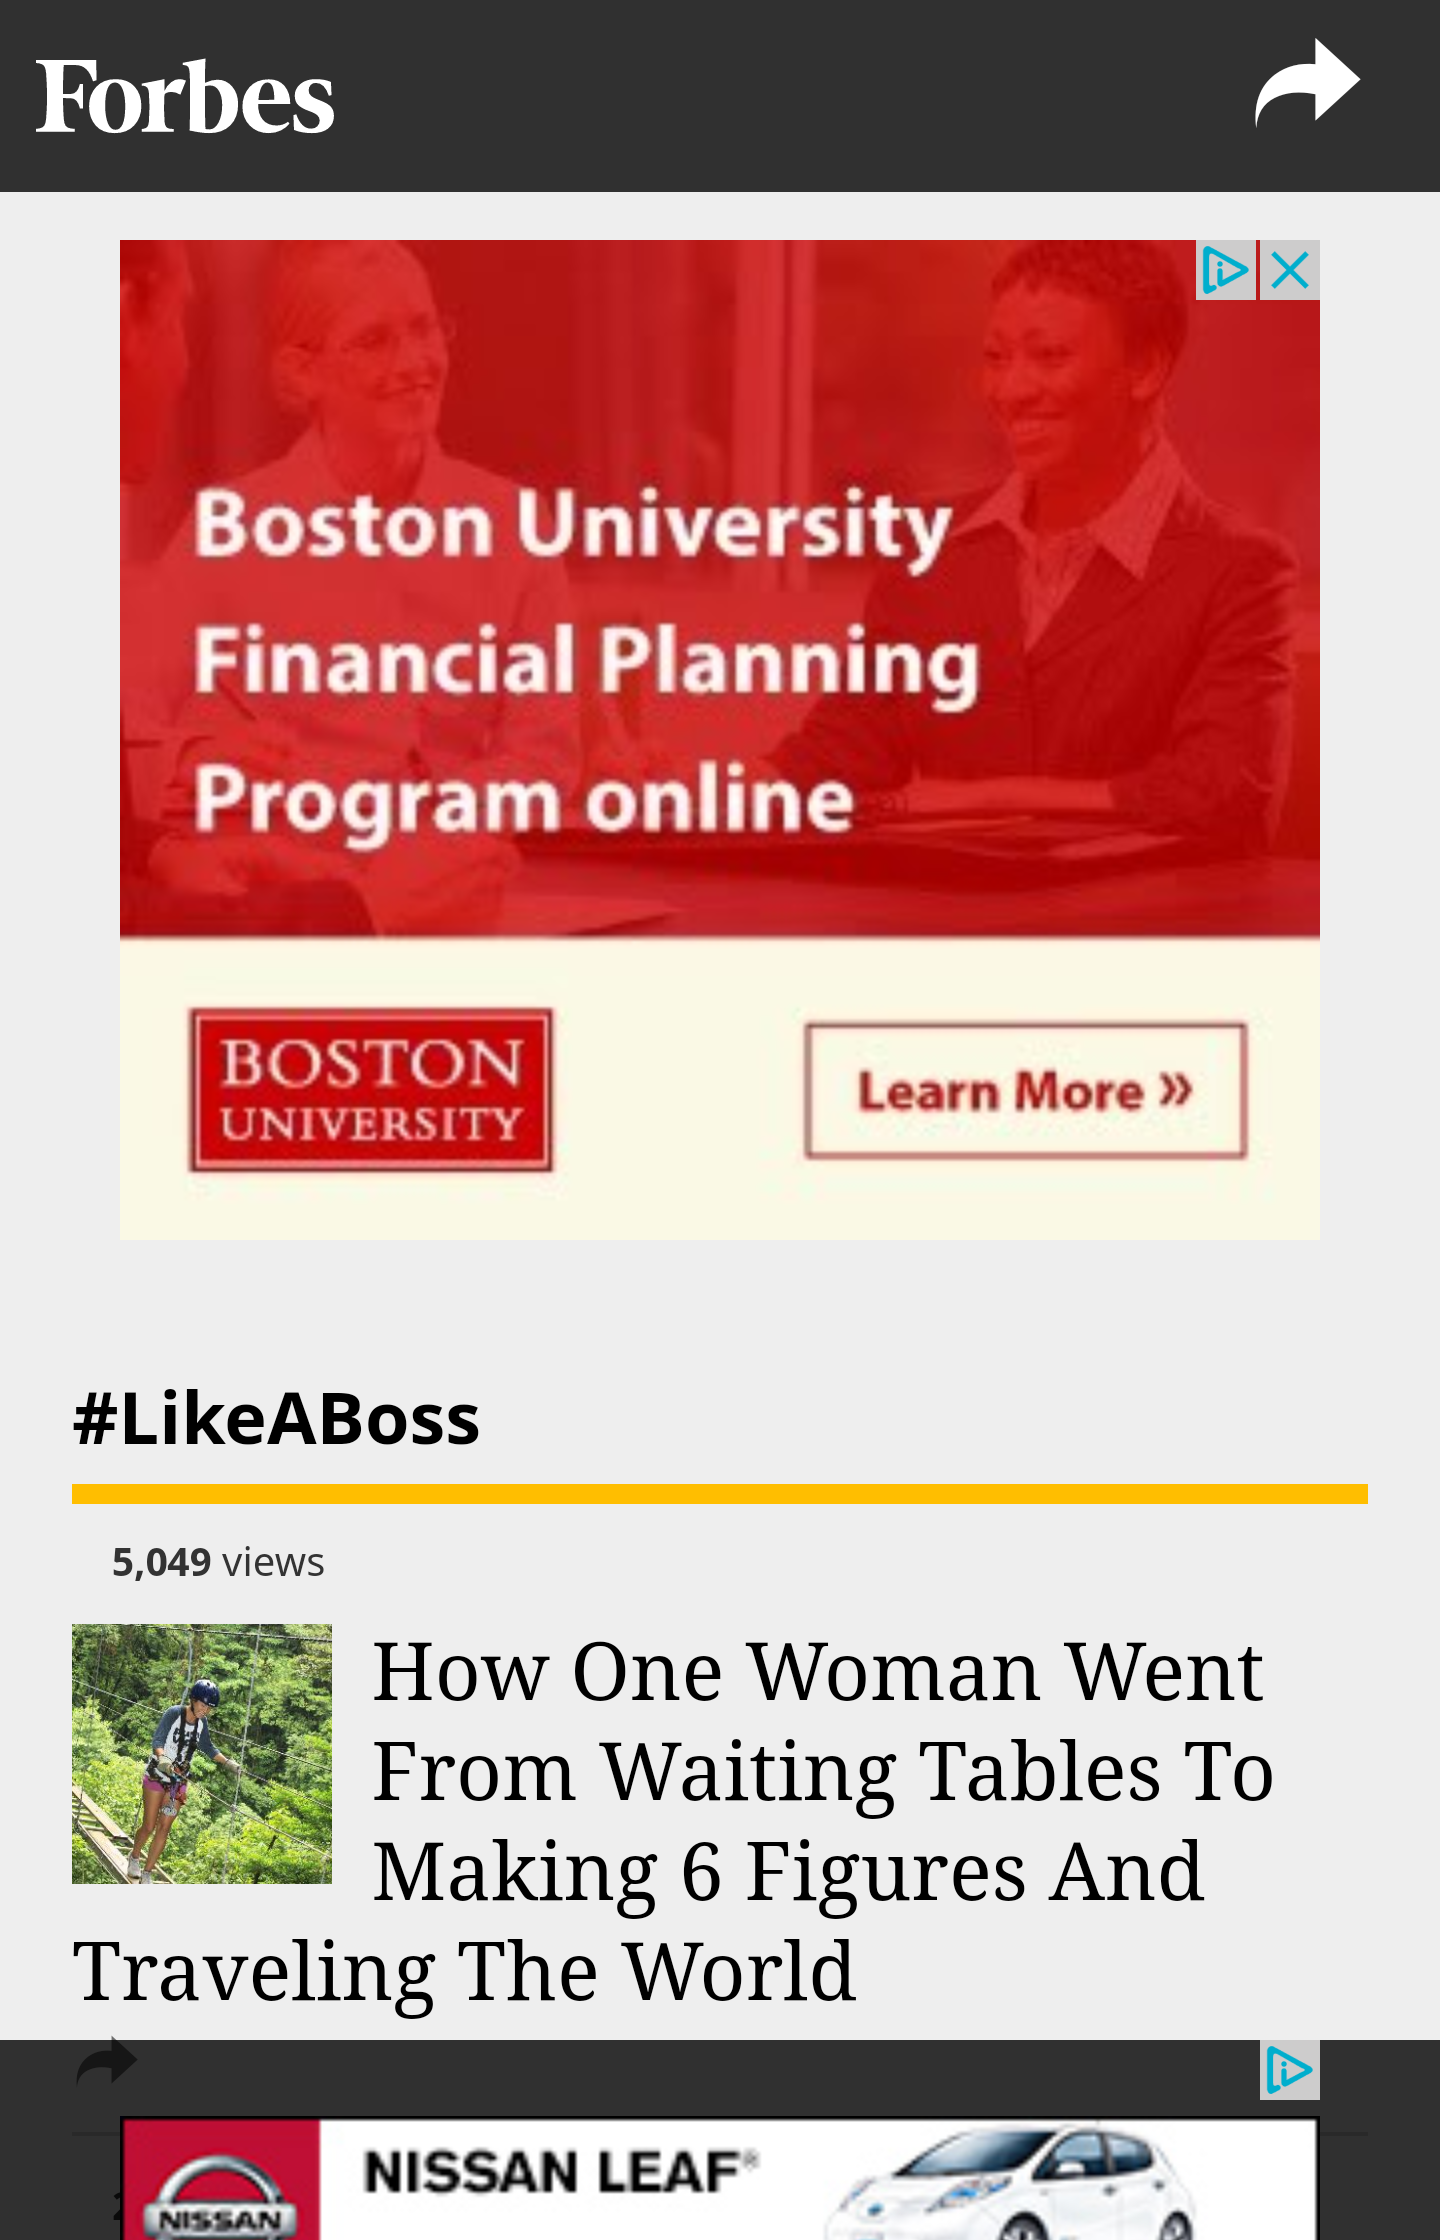 Forbes
Boston University
Financial Planning
Program online
BOSTON
UNIVERSITY
Learn More »
#LikeABoss
5,049 views
How One Woman Went
From Waiting Tables To
Making 6 Figures And
Traveling The World
NISSAN LEAF®
NISSAN